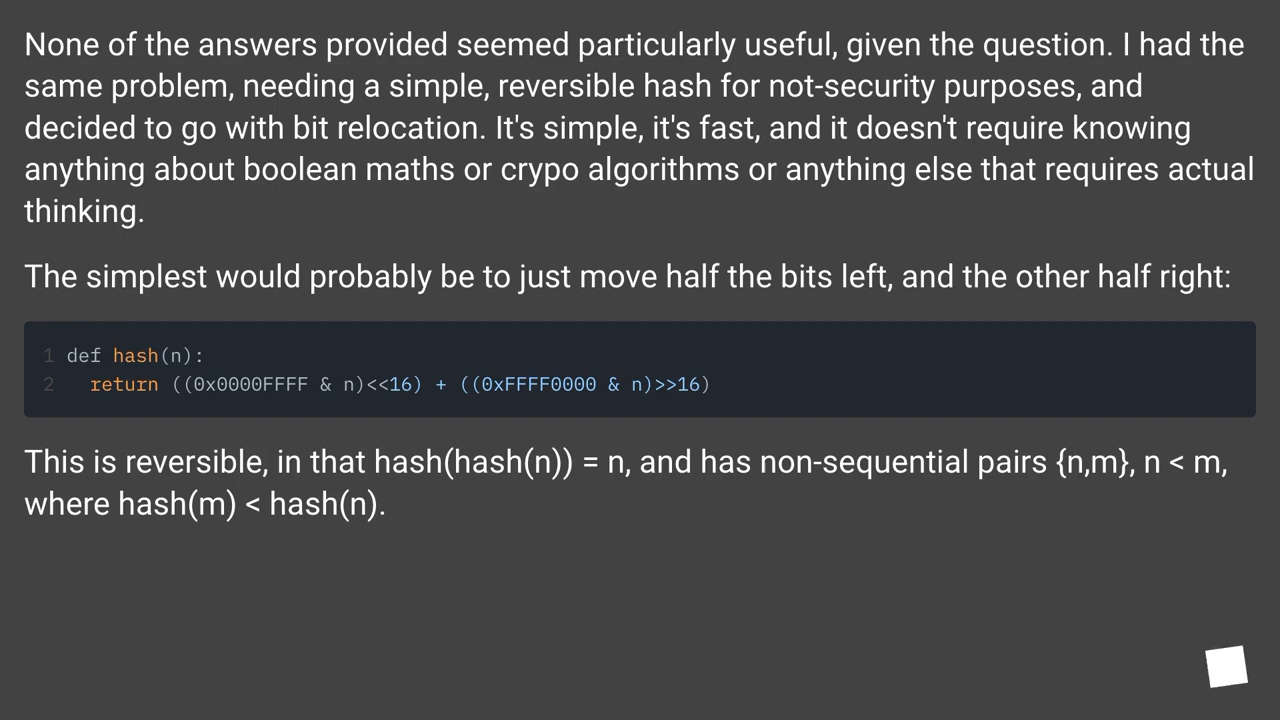 None of the answers provided seemed particularly useful, given the question. I had the
same problem, needing a simple, reversible hash for not-security purposes, and
decided to go with bit relocation. It's simple, it's fast, and it doesn't require knowing
anything about boolean maths or crypo algorithms or anything else that requires actual
thinking.
The simplest would probably be to just move half the bits left, and the other half right:
1 def hash(n):
2   return ((0x0000FFFF & n)<<16) + ((0xFFFF0000 & n)>>16)
This is reversible, in that hash(hash(n)) = n, and has non-sequential pairs {n,m}, n < m,
where hash(m) < hash(n).